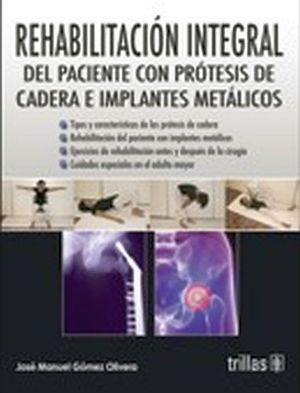 REHABILITACIÓN INTEGRAL
DEL PACIENTE CON PRÓTESIS DE
CADERA E IMPLANTES METÁLICOS
Tipos y características de las prótesis de cadera
Rehabilitación del paciente con implantes metálicos
Ejercicios de rehabilitación antes y después de la cirugía
Cuidados especiales en el adulto mayor
José Manuel Gómez Olivera
trillas